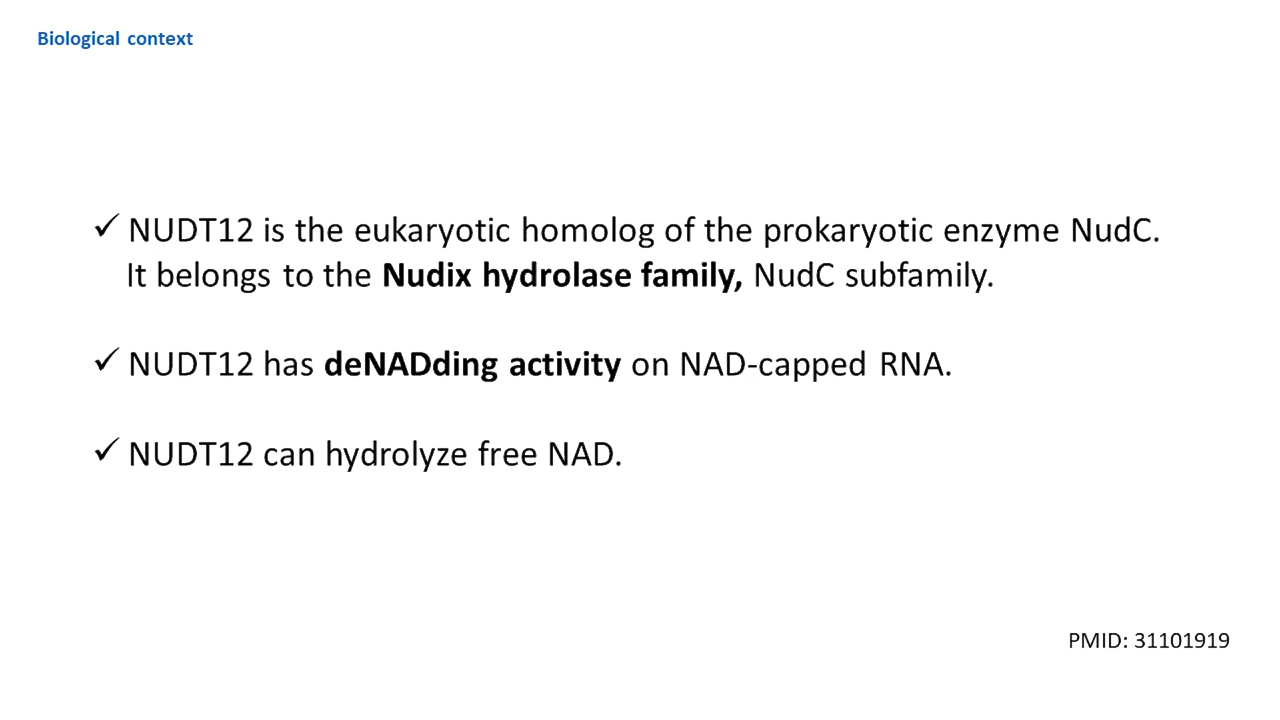 Biological context
✓ NUDT12 is the eukaryotic homolog of the prokaryotic enzyme NudC.
It belongs to the Nudix hydrolase family, NudC subfamily.
✓ NUDT12 has deNADding activity on NAD-capped RNA.
✓ NUDT12 can hydrolyze free NAD.
PMID: 31101919